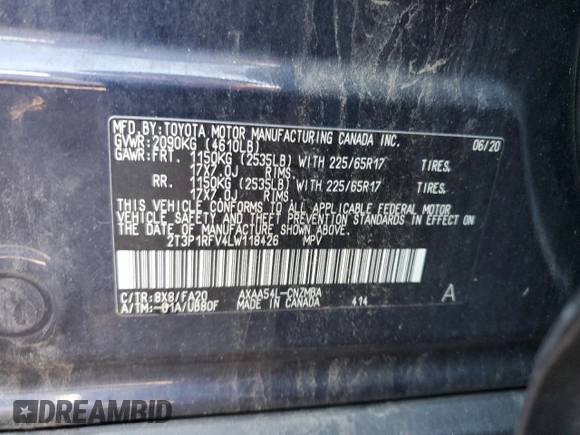 MFD.BY:TOYOTA MOTOR MANUFACTURING CANADA INC. 06/20
GVWR:2090KG (4610LB)
GAWR:FRT. 1150KG (2535LB) WITH 225/65R17 TIRES,
17X7.0J RIMS
RR. 1150KG (2535LB) WITH 225/65R17 TIRES,
17X7.0J RIMS
THIS VEHICLE CONFORMS TO ALL APPLICABLE FEDERAL MOTOR
VEHICLE SAFETY AND THEFT PREVENTION STANDARDS IN EFFECT ON
THE DATE OF MANUFACTURE SHOWN ABOVE.
2T3P1RFV4LW118426 MPV
C/TR:8X8/FA20 AXAA54L-CNZMBA A
A/TM:-01A/UB80F MADE IN CANADA 414
DREAMBID